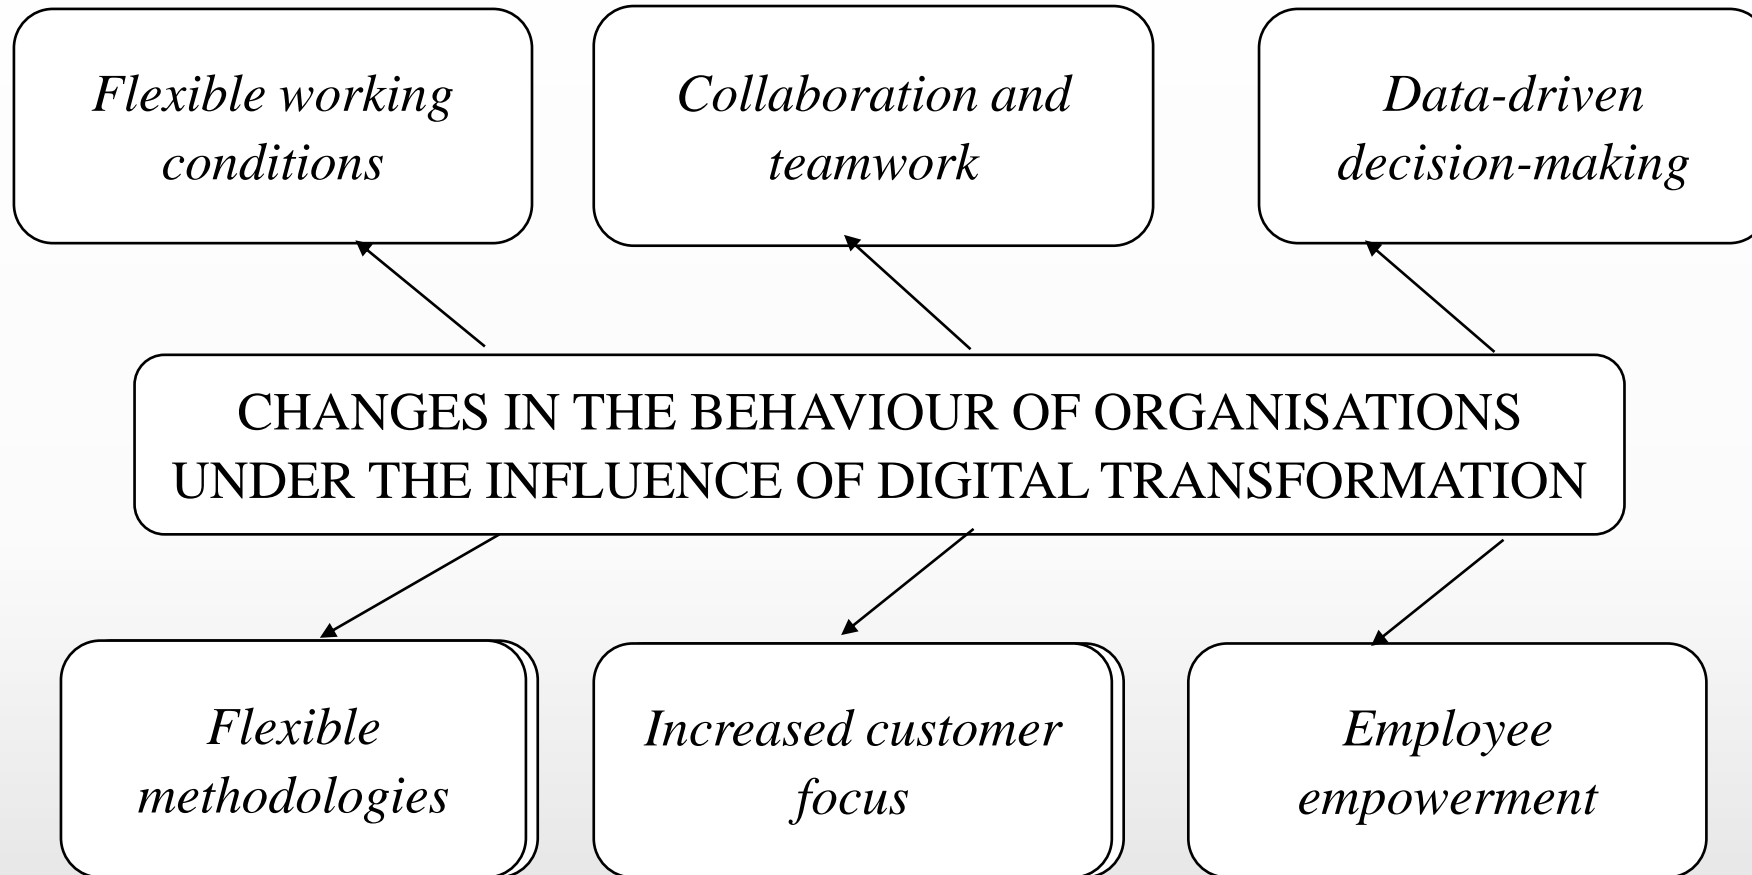 Flexible working
conditions
Collaboration and
teamwork
Data-driven
decision-making
CHANGES IN THE BEHAVIOUR OF ORGANISATIONS
UNDER THE INFLUENCE OF DIGITAL TRANSFORMATION
Flexible
methodologies
Increased customer
focus
Employee
empowerment